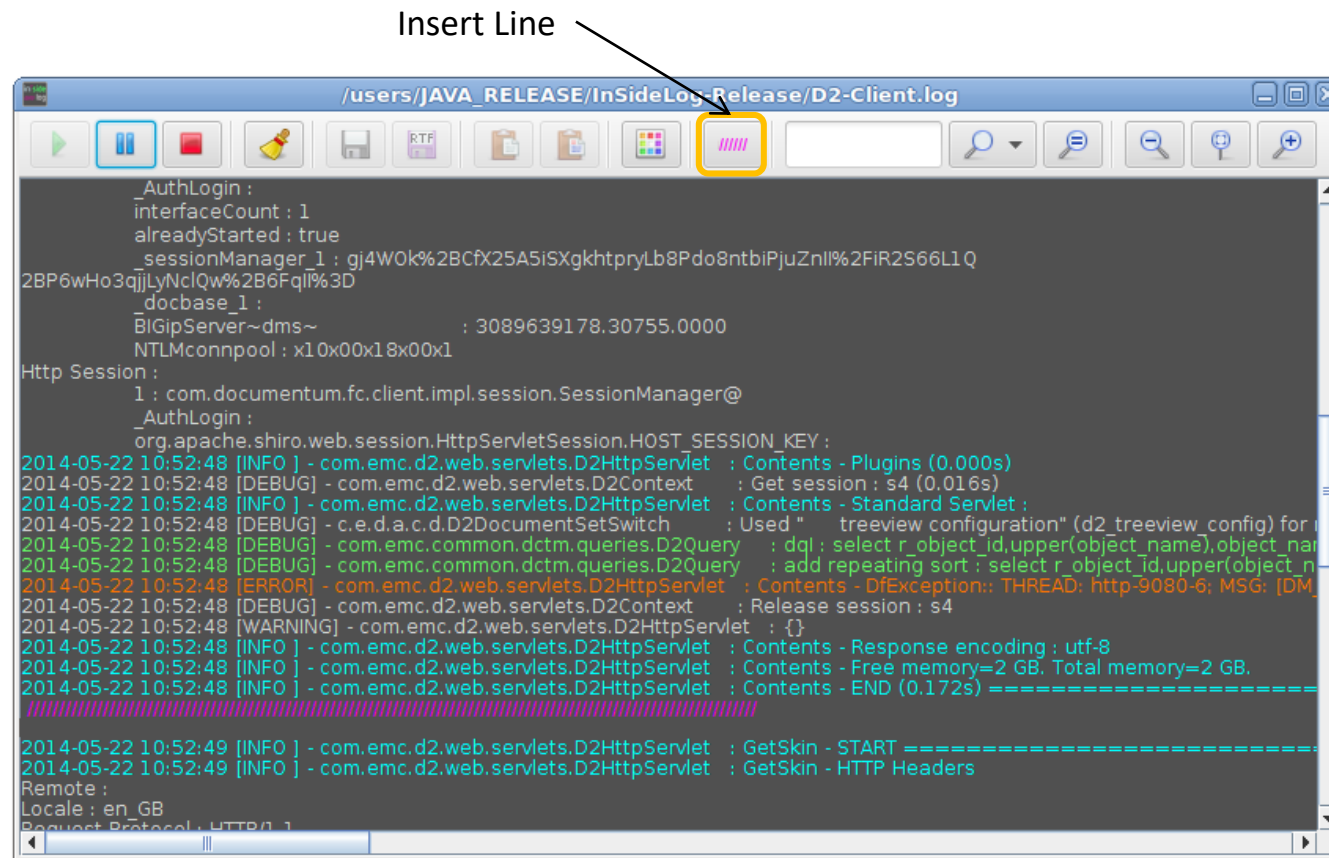 Insert Line
/users/JAVA_RELEASE/InSideLog-Release/D2-Client.log
RTF
//////
_AuthLogin :
interfaceCount : 1
alreadyStarted : true
_sessionManager_1 : gj4WOk%2BCfX25A5iSXgkhtpryLb8Pdo8ntbiPjuZnII%2FiR2S66L1Q
2BP6wHo3qjjLyNclQw%2B6FqlI%3D
_docbase_1 :
BIGipServer~dms~ : 3089639178.30755.0000
NTLMconnpool : x10x00x18x00x1
Http Session :
1 : com.documentum.fc.client.impl.session.SessionManager@
_AuthLogin :
org.apache.shiro.web.session.HttpServletSession.HOST_SESSION_KEY :
2014-05-22 10:52:48 [INFO ] - com.emc.d2.web.servlets.D2HttpServlet : Contents - Plugins (0.000s)
2014-05-22 10:52:48 [DEBUG] - com.emc.d2.web.servlets.D2Context : Get session : s4 (0.016s)
2014-05-22 10:52:48 [INFO ] - com.emc.d2.web.servlets.D2HttpServlet : Contents - Standard Servlet :
2014-05-22 10:52:48 [DEBUG] - c.e.d.a.c.d.D2DocumentSetSwitch : Used " treeview configuration" (d2_treeview_config) for
2014-05-22 10:52:48 [DEBUG] - com.emc.common.dctm.queries.D2Query : dql : select r_object_id,upper(object_name),object_nar
2014-05-22 10:52:48 [DEBUG] - com.emc.common.dctm.queries.D2Query : add repeating sort : select r_object_id,upper(object_n
2014-05-22 10:52:48 [ERROR] - com.emc.d2.web.servlets.D2HttpServlet : Contents - DfException:: THREAD: http-9080-6; MSG: [DM_
2014-05-22 10:52:48 [DEBUG] - com.emc.d2.web.servlets.D2Context : Release session : s4
2014-05-22 10:52:48 [WARNING] - com.emc.d2.web.servlets.D2HttpServlet : {}
2014-05-22 10:52:48 [INFO ] - com.emc.d2.web.servlets.D2HttpServlet : Contents - Response encoding : utf-8
2014-05-22 10:52:48 [INFO ] - com.emc.d2.web.servlets.D2HttpServlet : Contents - Free memory=2 GB. Total memory=2 GB.
2014-05-22 10:52:48 [INFO ] - com.emc.d2.web.servlets.D2HttpServlet : Contents - END (0.172s) =====================
2014-05-22 10:52:49 [INFO ] - com.emc.d2.web.servlets.D2HttpServlet : GetSkin - START ===========================
2014-05-22 10:52:49 [INFO ] - com.emc.d2.web.servlets.D2HttpServlet : GetSkin - HTTP Headers
Remote :
Locale : en_GB
Request Protocol : HTTP/1.1